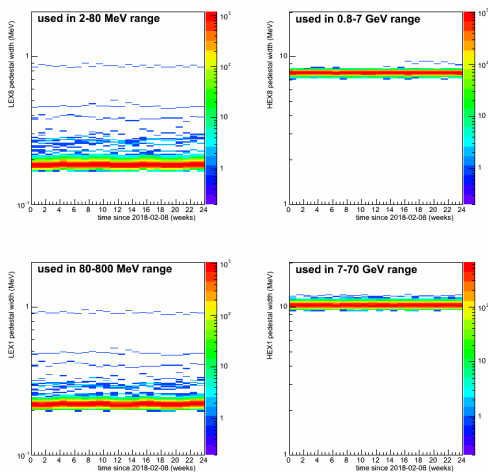 used in 2-80 MeV range
LEX8 pedestal width (MeV)
1
10⁻¹
0 2 4 6 8 10 12 14 16 18 20 22 24
time since 2018-02-08 (weeks)
10³
10²
10
1
used in 0.8-7 GeV range
HEX8 pedestal width (MeV)
10
1
0 2 4 6 8 10 12 14 16 18 20 22 24
time since 2018-02-08 (weeks)
10³
10²
10
1
used in 80-800 MeV range
LEX1 pedestal width (MeV)
1
10⁻¹
0 2 4 6 8 10 12 14 16 18 20 22 24
time since 2018-02-08 (weeks)
10³
10²
10
1
used in 7-70 GeV range
HEX1 pedestal width (MeV)
10
1
0 2 4 6 8 10 12 14 16 18 20 22 24
time since 2018-02-08 (weeks)
10²
10
1